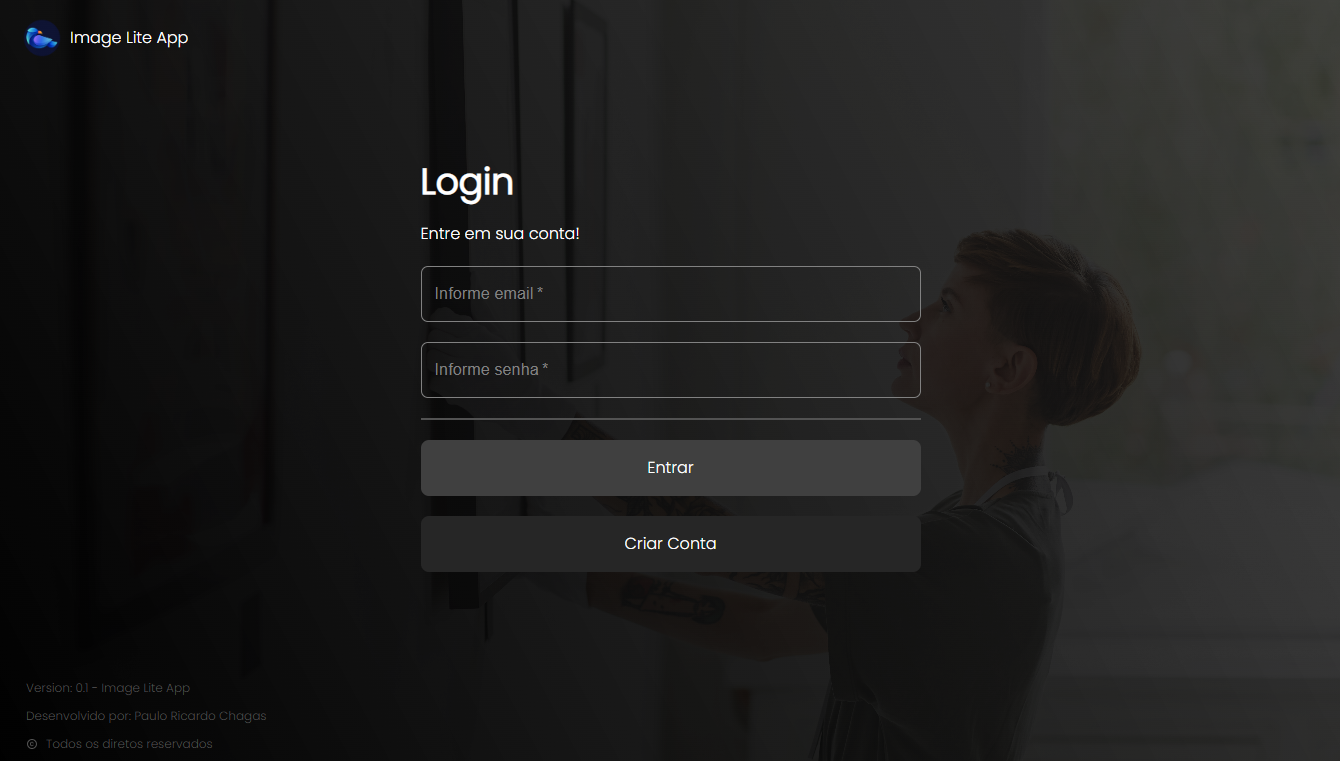 Image Lite App
Login
Entre em sua conta!
Informe email *
Informe senha *
Entrar
Criar Conta
Version: 0.1 - Image Lite App
Desenvolvido por: Paulo Ricardo Chagas
© Todos os diretos reservados